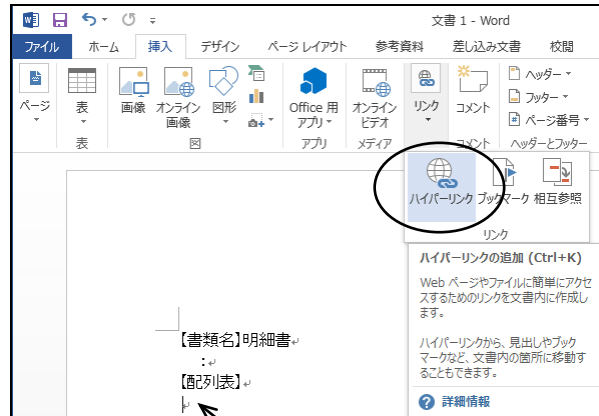 文書 1 - Word
ファイル ホーム 挿入 デザイン ページ レイアウト 参考資料 差し込み文書 校閲
ページ 表 画像 オンライン 画像 図形 Office 用 アプリ オンライン ビデオ リンク コメント ヘッダー
フッター
ページ番号
表 図 アプリ メディア コメント ヘッダーとフッター
ハイパーリンク ブックマーク 相互参照
リンク
ハイパーリンクの追加 (Ctrl+K)
Web ページやファイルに簡単にアクセ
スするためのリンクを文書内に作成し
ます。
ハイパーリンクから、見出しやブック
マークなど、文書内の箇所に移動す
ることもできます。
詳細情報
【書類名】明細書
:
【配列表】